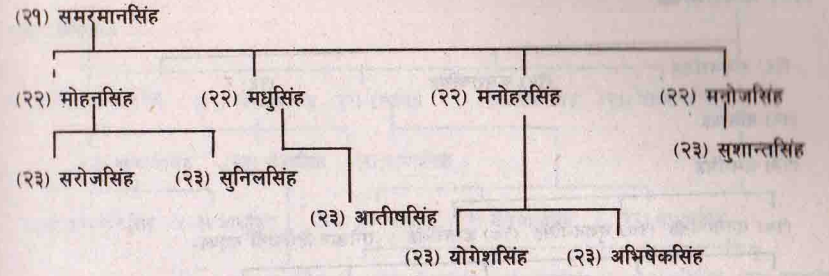 (२१) समरमानसिंह
(२२) मोहनसिंह (२२) मधुसिंह (२२) मनोहरसिंह (२२) मनोजसिंह
(२३) सुशान्तसिंह
(२३) सरोजसिंह (२३) सुनिलसिंह
(२३) आतीषसिंह
(२३) योगेशसिंह (२३) अभिषेकसिंह